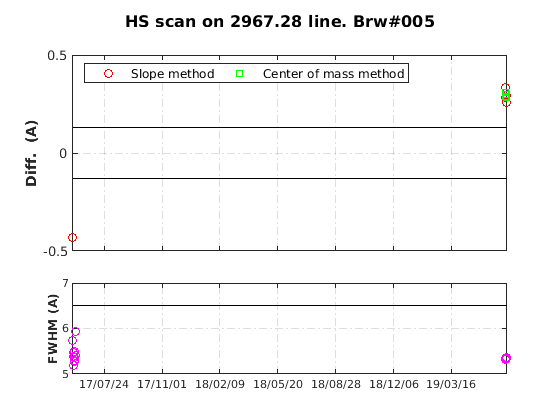 HS scan on 2967.28 line. Brw#005
0.5
Slope method
Center of mass method
Diff. (A)
0
-0.5
7
FWHM (A)
6
5
17/07/24 17/11/01 18/02/09 18/05/20 18/08/28 18/12/06 19/03/16